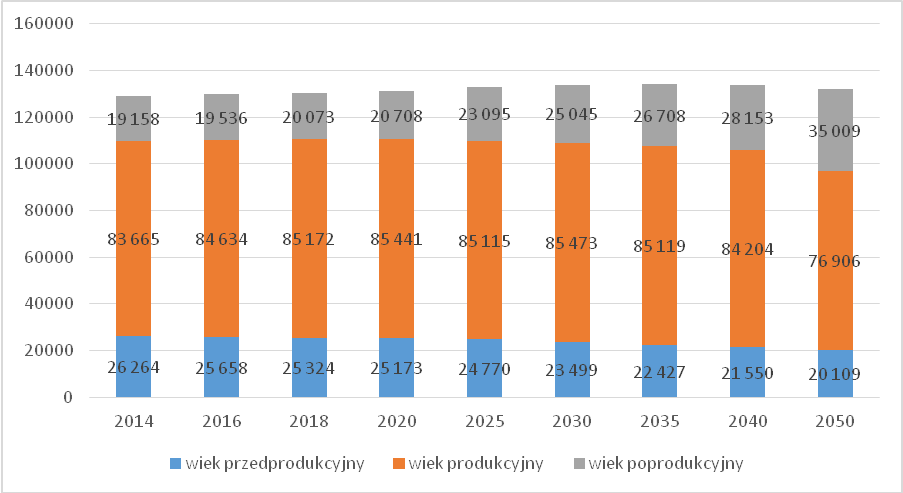 160000
140000
120000
100000
80000
60000
40000
20000
0
19 158 19 536 20 073 20 708 23 095 25 045 26 708 28 153 35 009
83 665 84 634 85 172 85 441 85 115 85 473 85 119 84 204 76 906
26 264 25 658 25 324 25 173 24 770 23 499 22 427 21 550 20 109
2014 2016 2018 2020 2025 2030 2035 2040 2050
wiek przedprodukcyjny wiek produkcyjny wiek poprodukcyjny